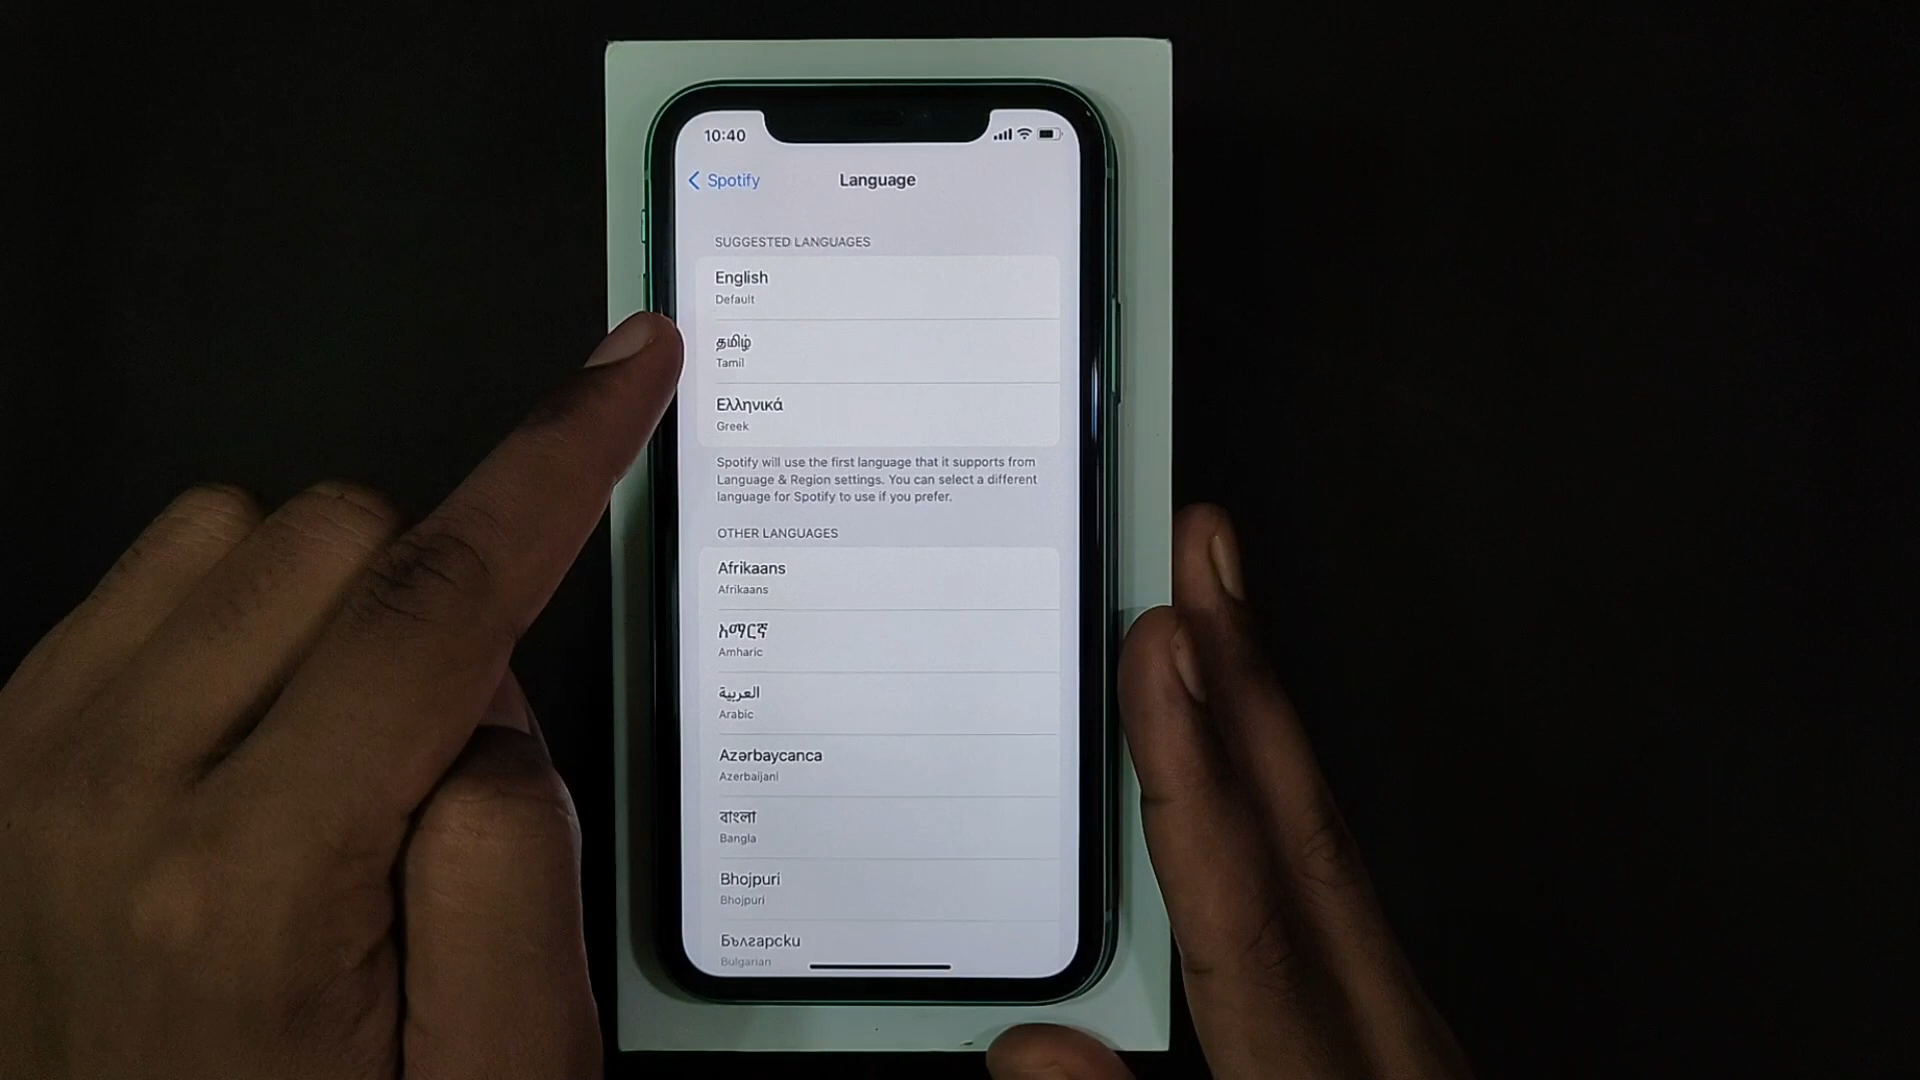 10:40
Spotify
Language
SUGGESTED LANGUAGES
English
Default
தமிழ்
Tamil
Ελληνικά
Greek
Spotify will use the first language that it supports from
Language & Region settings. You can select a different
language for Spotify to use if you prefer.
OTHER LANGUAGES
Afrikaans
Afrikaans
አማርኛ
Amharic
العربية
Arabic
Azərbaycanca
Azerbaijani
বাংলা
Bangla
Bhojpuri
Bhojpuri
Български
Bulgarian